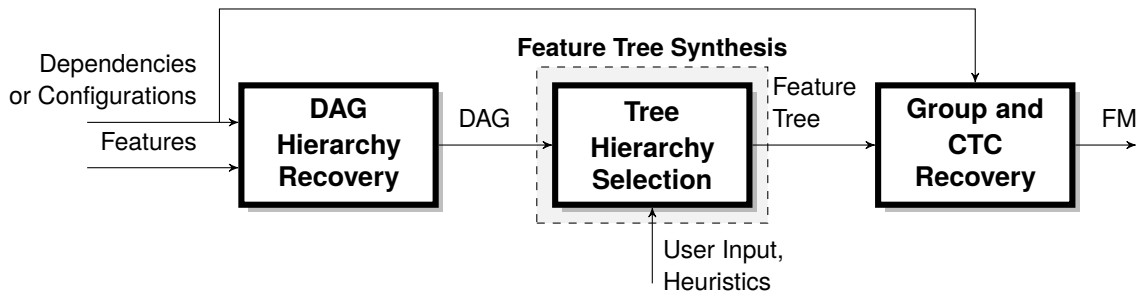 Feature Tree Synthesis
Dependencies
or Configurations
Features
DAG
Hierarchy
Recovery
DAG
Tree
Hierarchy
Selection
Feature
Tree
Group and
CTC
Recovery
FM
User Input,
Heuristics